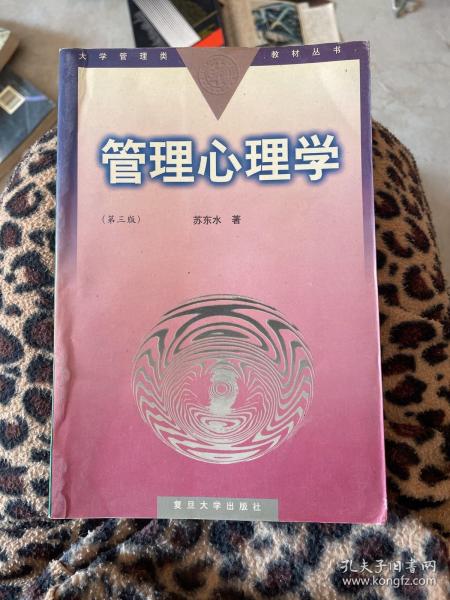 大学管理类 教材丛书
管理心理学
(第三版) 苏东水 著
复旦大学出版社
孔夫子旧书网
www.kongfz.com